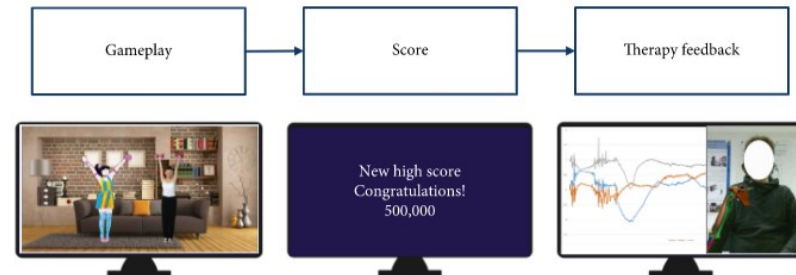 Gameplay
Score
Therapy feedback
New high score
Congratulations!
500,000